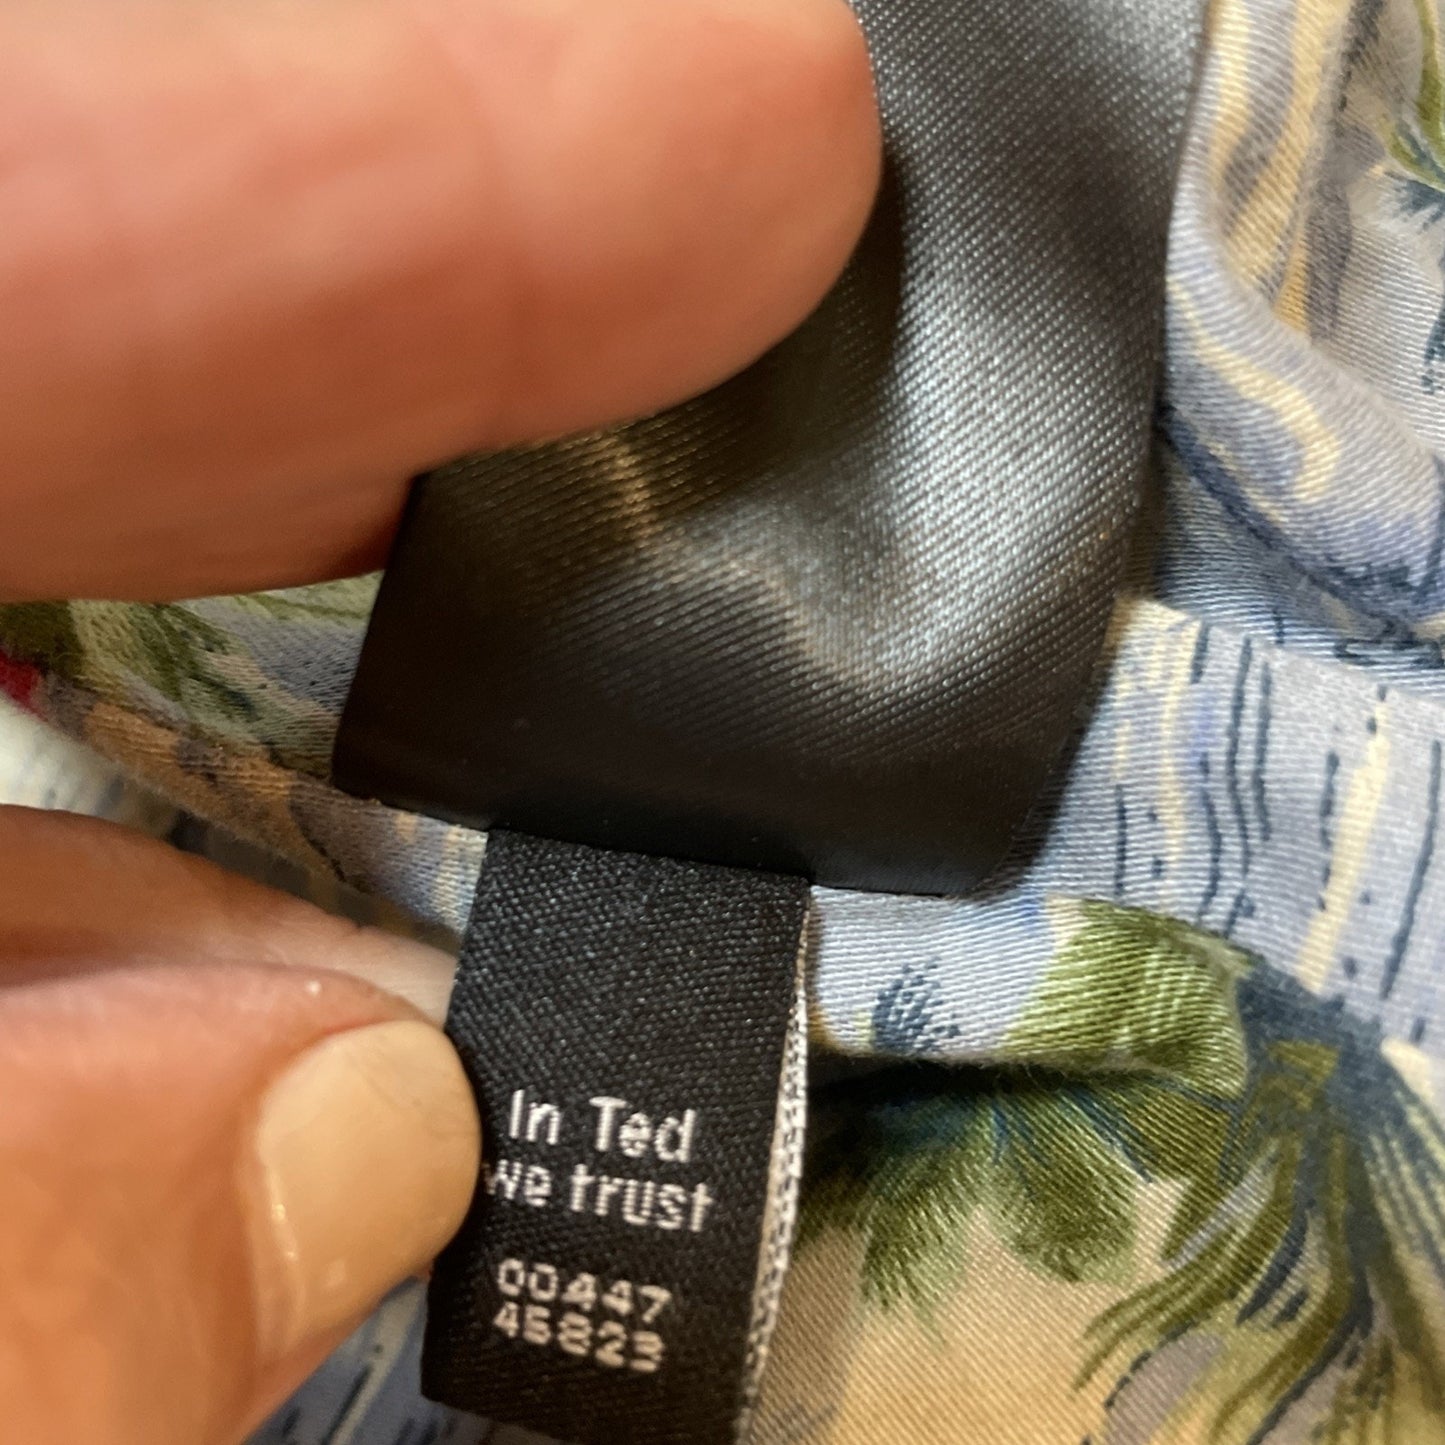 In Ted
we trust
00447
45823